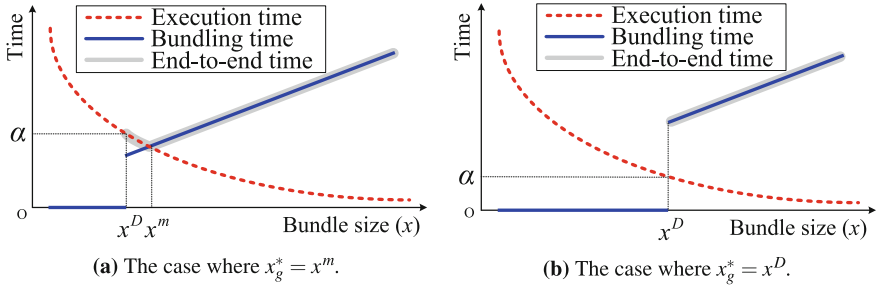 Time
Execution time
Bundling time
End-to-end time
α
O
x^D x^m
Bundle size (x)
(a) The case where x_g^* = x^m.
Time
Execution time
Bundling time
End-to-end time
α
O
x^D
Bundle size (x)
(b) The case where x_g^* = x^D.